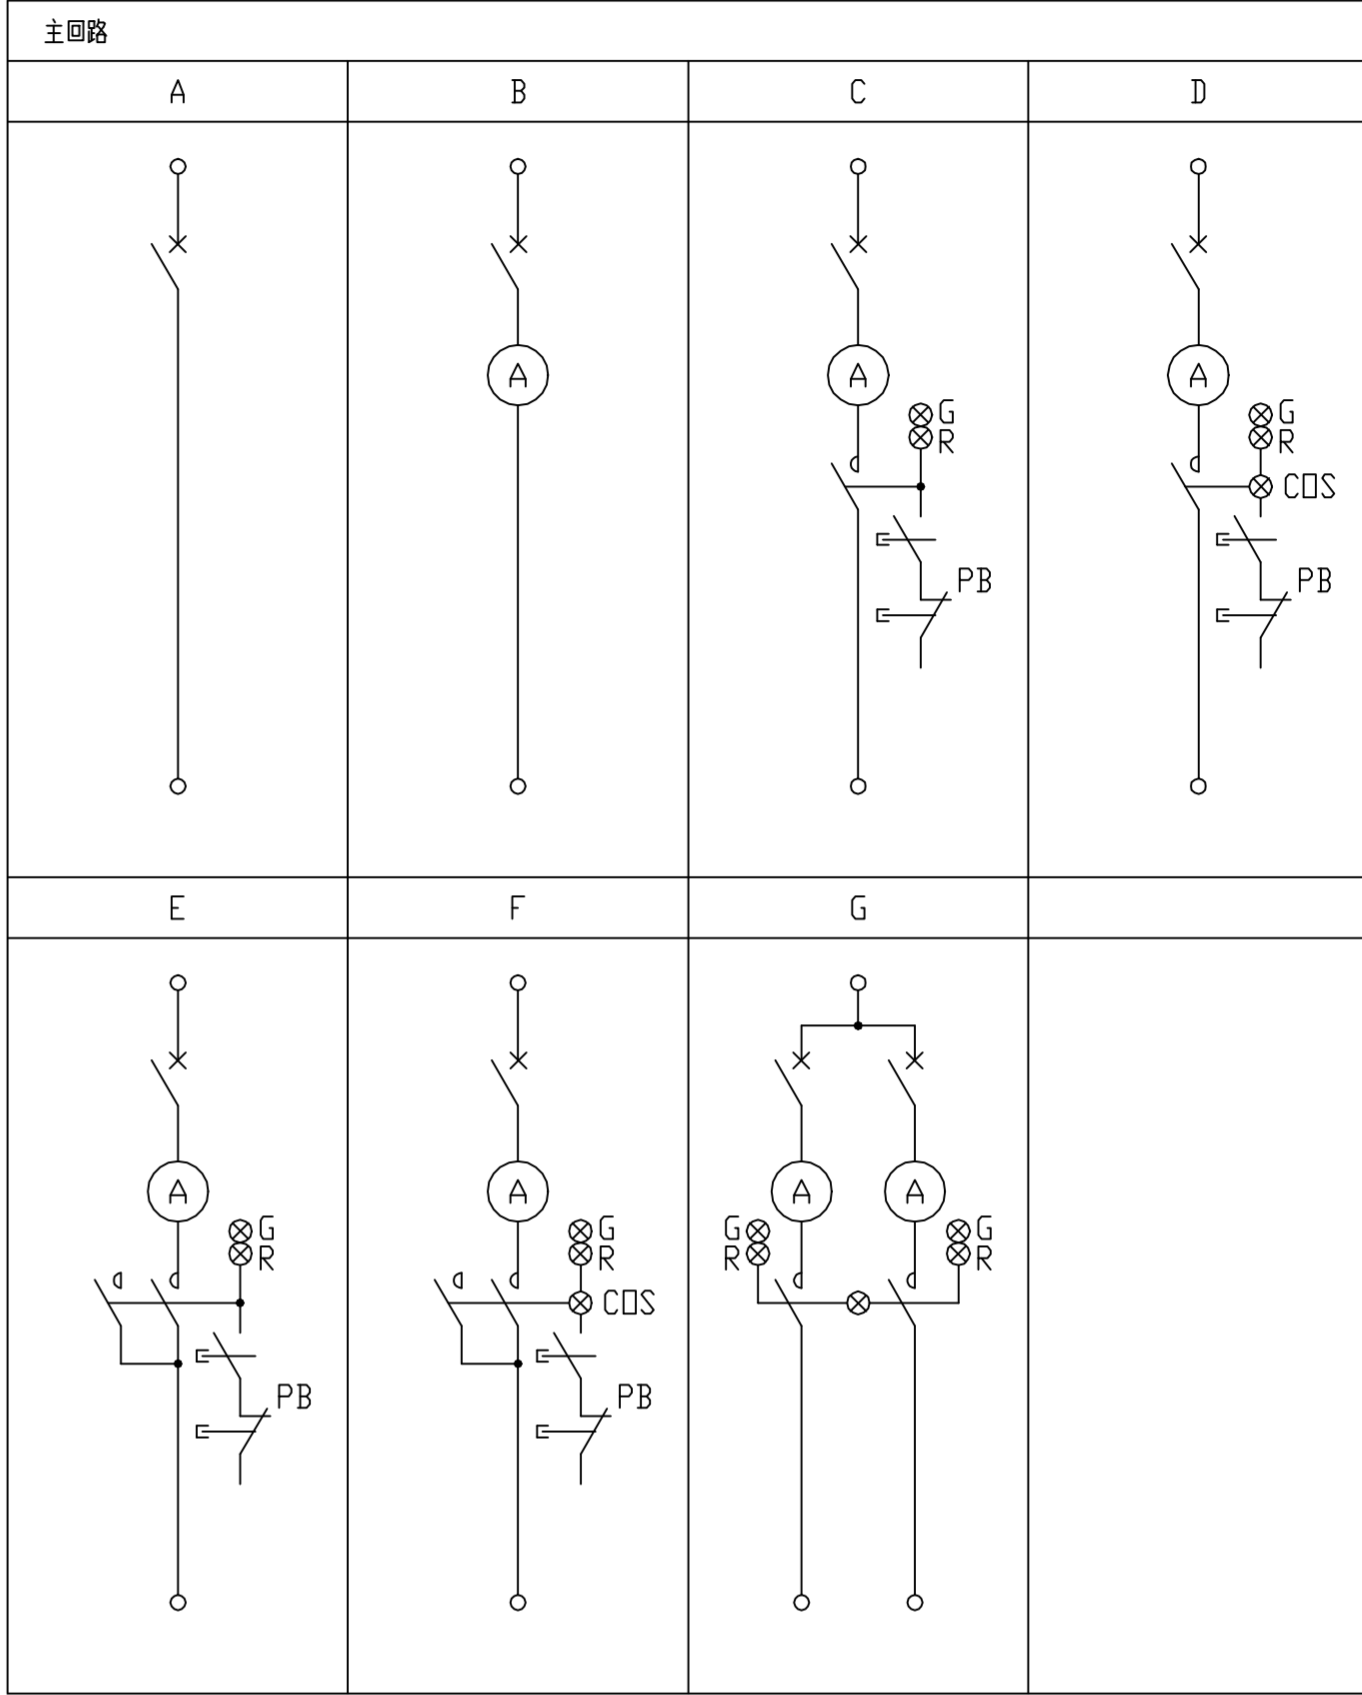 主回路
A B C D
A A A
G G
R R
COS
PB PB
E F G
A A A A
G G G G
R R R R
COS
PB PB